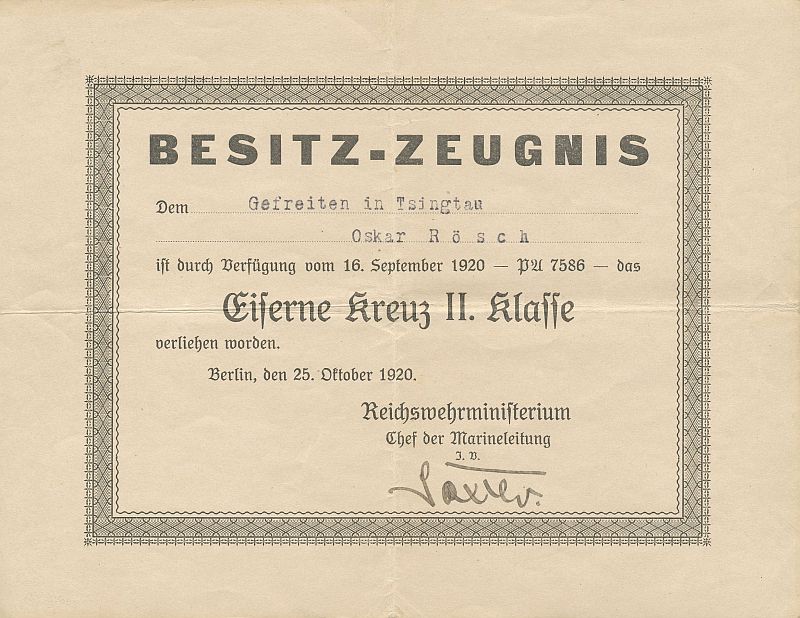 BESITZ-ZEUGNIS
Dem Gefreiten in Tsingtau
Oskar Rösch
ist durch Verfügung vom 16. September 1920 — PA 7586 — das
Eiserne Kreuz II. Klasse
verliehen worden.
Berlin, den 25. Oktober 1920.
Reichswehrministerium
Chef der Marineleitung
I. V.